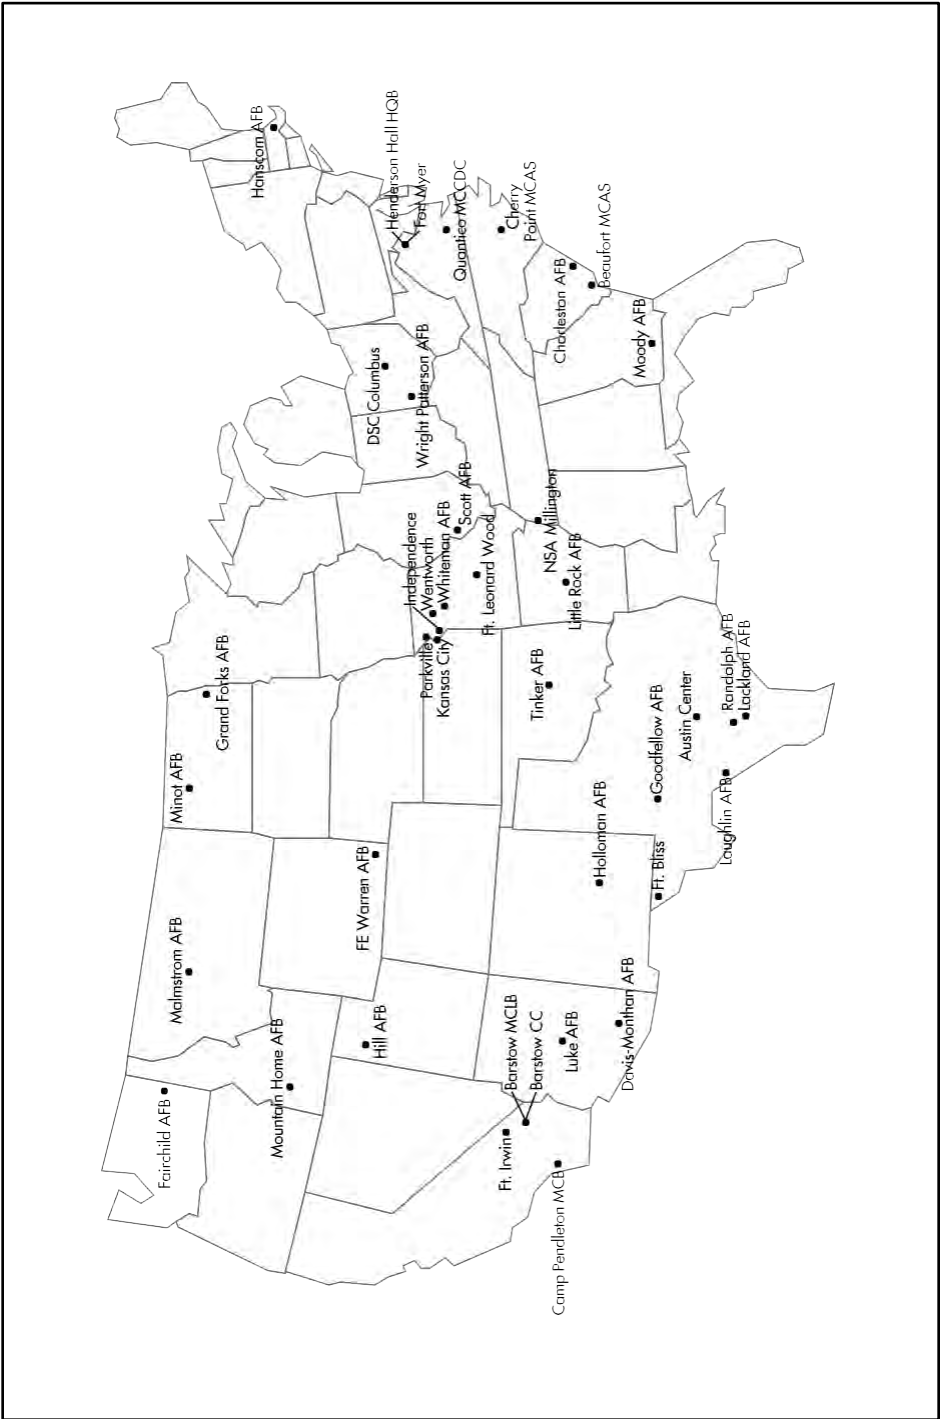 Fairchild AFB
Malmstrom AFB
Minot AFB
Grand Forks AFB
Hanscom AFB
Mountain Home AFB
Hill AFB
FE Warren AFB
DSC Columbus
Wright Patterson AFB
Henderson Hall HQB
Fort Myer
Quantico MCCDC
Cherry
Point MCAS
Independence
Wentworth
Whiteman AFB
Parkville
Kansas City
Scott AFB
Ft. Leonard Wood
Ft. Irwin
Barstow MCLB
Barstow CC
Camp Pendleton MCB
Luke AFB
Davis-Monthan AFB
Tinker AFB
NSA Millington
Little Rock AFB
Charleston AFB
Beaufort MCAS
Moody AFB
Holloman AFB
Ft. Bliss
Goodfellow AFB
Austin Center
Randolph AFB
Lackland AFB
Laughlin AFB